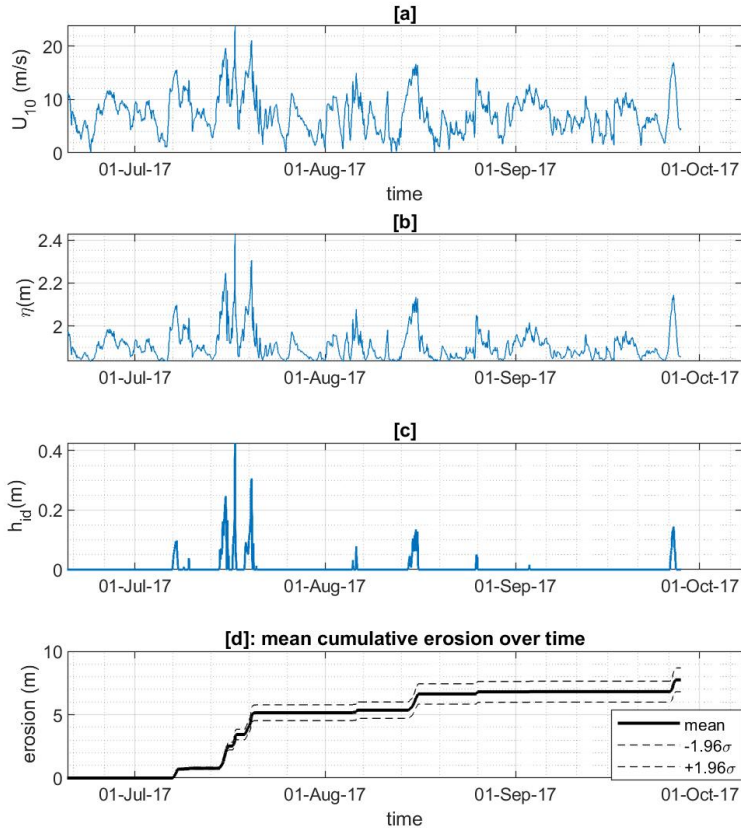 [a]
20
10
0
U10 (m/s)
01-Jul-17 01-Aug-17 01-Sep-17 01-Oct-17
time
[b]
2.4
2.2
2
η(m)
01-Jul-17 01-Aug-17 01-Sep-17 01-Oct-17
[c]
0.4
0.2
0
hid(m)
01-Jul-17 01-Aug-17 01-Sep-17 01-Oct-17
[d]: mean cumulative erosion over time
10
5
0
erosion (m)
mean
-1.96σ
+1.96σ
01-Jul-17 01-Aug-17 01-Sep-17 01-Oct-17
time